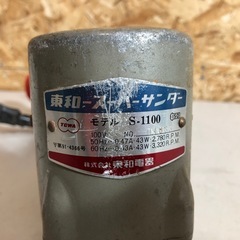 東和ースーパーサンダー
TOWA
モデル S-1100
100V NO.
50Hz 0.47A 43W 2,780 R.P.M.
60Hz 0.43A 43W 3,320 R.P.M.
株式会社 東和電器